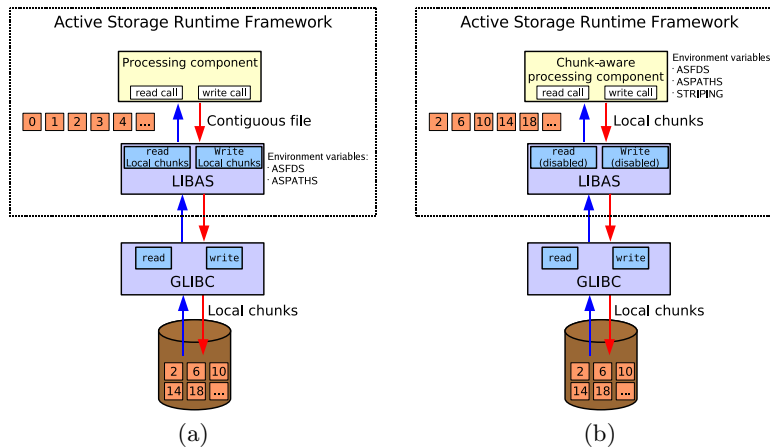 Active Storage Runtime Framework
Processing component
read call
write call
0 1 2 3 4 ...
Contiguous file
read
Local chunks
Write
Local chunks
LIBAS
Environment variables:
· ASFDS
· ASPATHS
read
write
GLIBC
Local chunks
2 6 10
14 18 ...
(a)
Active Storage Runtime Framework
Chunk-aware
processing component
read call
write call
Environment variables:
· ASFDS
· ASPATHS
· STRIPING
2 6 10 14 18 ...
Local chunks
read
(disabled)
Write
(disabled)
LIBAS
read
write
GLIBC
Local chunks
2 6 10
14 18 ...
(b)